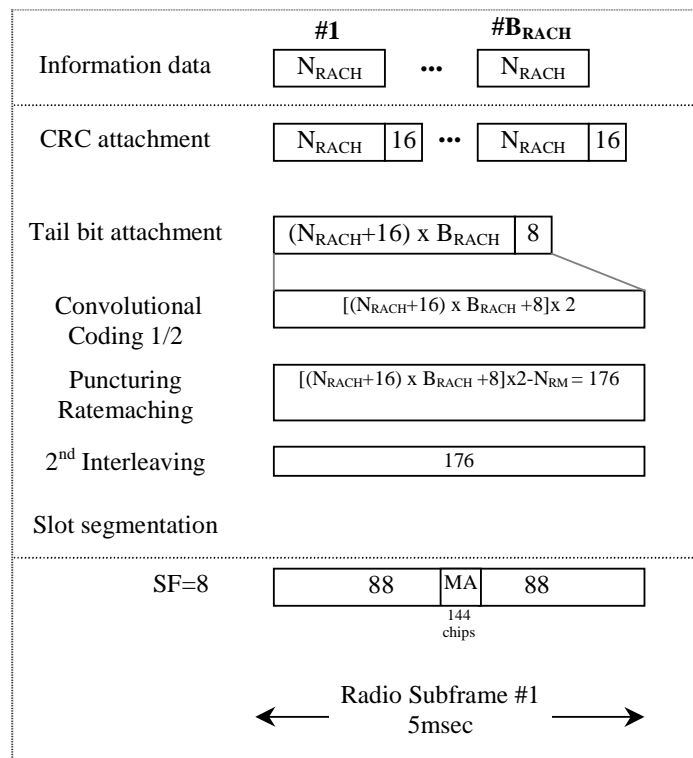 #1 #B_RACH
Information data N_RACH ••• N_RACH
CRC attachment N_RACH 16 ••• N_RACH 16
Tail bit attachment (N_RACH+16) x B_RACH 8
Convolutional Coding 1/2
[(N_RACH+16) x B_RACH +8]x 2
Puncturing Ratemaching
[(N_RACH+16) x B_RACH +8]x2-N_RM = 176
2nd Interleaving 176
Slot segmentation
SF=8 88 MA 88
144
chips
Radio Subframe #1
5msec